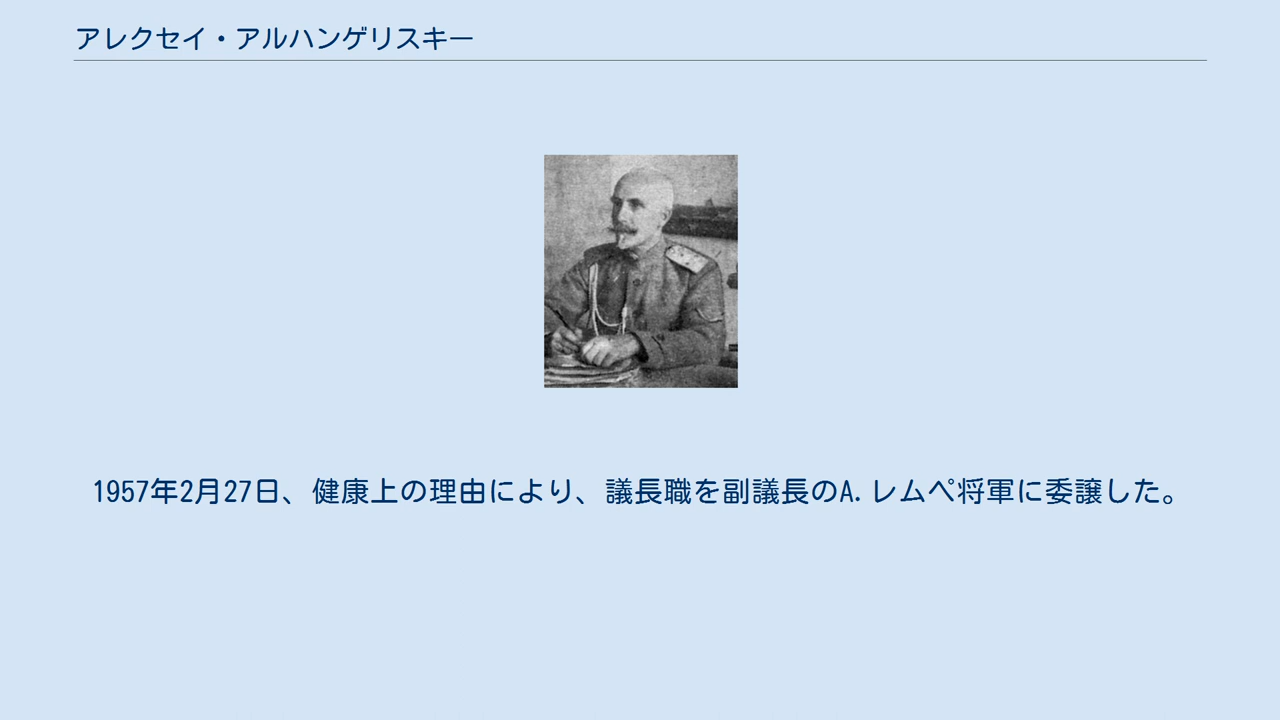 アレクセイ・アルハンゲリスキー
1957年2月27日、健康上の理由により、議長職を副議長のA.レムペ将軍に委譲した。